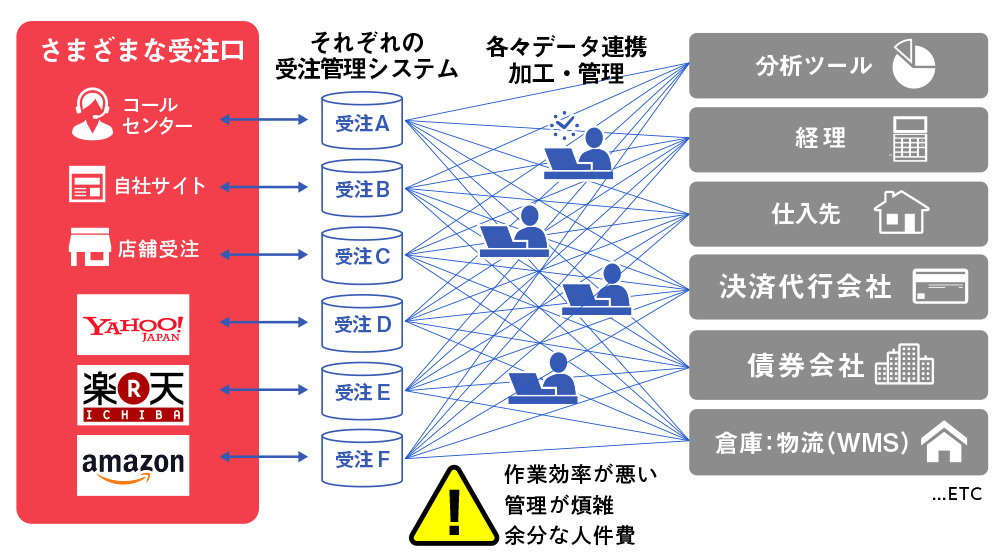 さまざまな受注口
コール
センター
自社サイト
店舗受注
YAHOO!
JAPAN
楽R天
ICHIBA
amazon
それぞれの
受注管理システム
受注A
受注B
受注C
受注D
受注E
受注F
各々データ連携
加工・管理
分析ツール
経理
仕入先
決済代行会社
債券会社
倉庫:物流(WMS)
...ETC
!
作業効率が悪い
管理が煩雑
余分な人件費